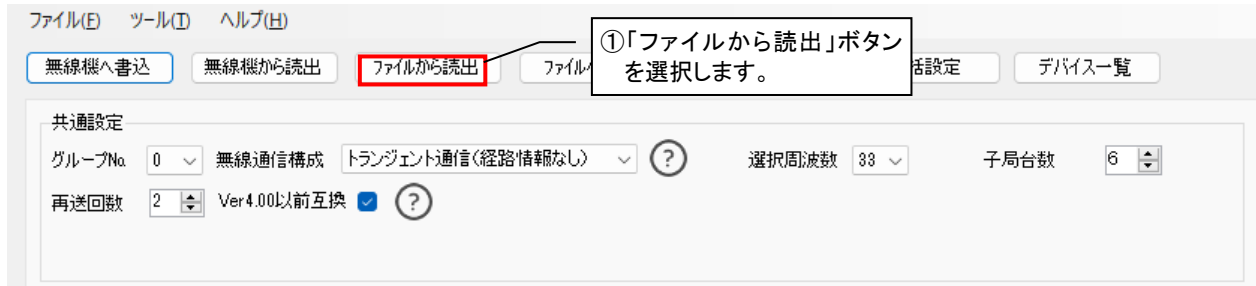 ファイル(F) ツール(T) ヘルプ(H)
①「ファイルから読出」ボタン
を選択します。
無線機へ書込 無線機から読出 ファイルから読出 ファイル 括設定 デバイス一覧
共通設定
グループNo. 0 無線通信構成 トランジェント通信(経路情報なし) ? 選択周波数 33 子局台数 6
再送回数 2 Ver4.00以前互換 ?